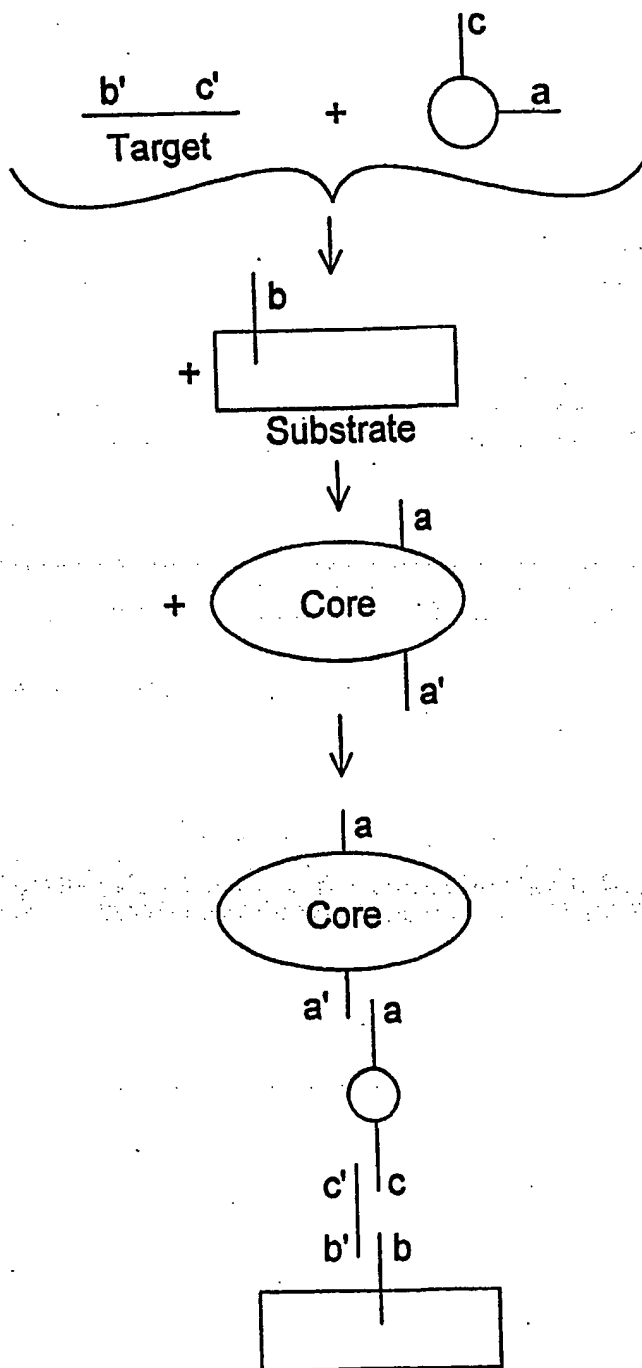 c
b' c' + a
Target
b
+
Substrate
a
+ Core
a'
a
Core
a' a
c' c
b' b